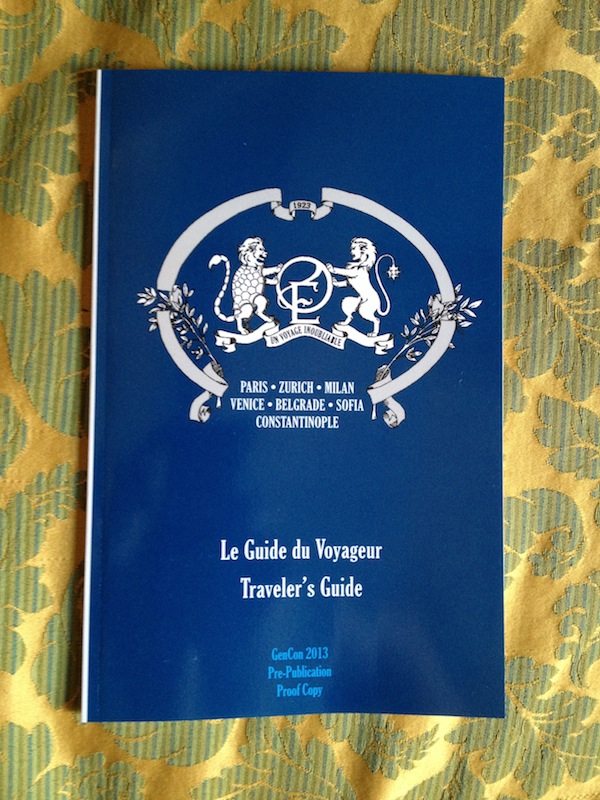 1923
OE
UN VOYAGE INOUBLIABLE
PARIS • ZURICH • MILAN
VENICE • BELGRADE • SOFIA
CONSTANTINOPLE
Le Guide du Voyageur
Traveler's Guide
GenCon 2013
Pre-Publication
Proof Copy